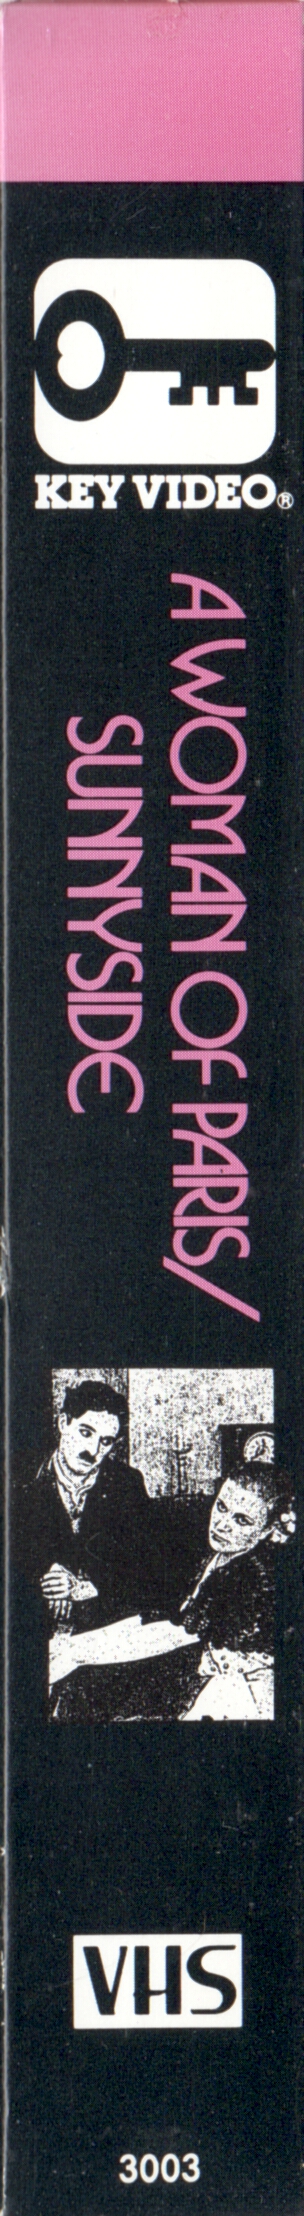 KEY VIDEO®
A WOMAN OF PARIS/
SUNNYSIDE
VHS
3003